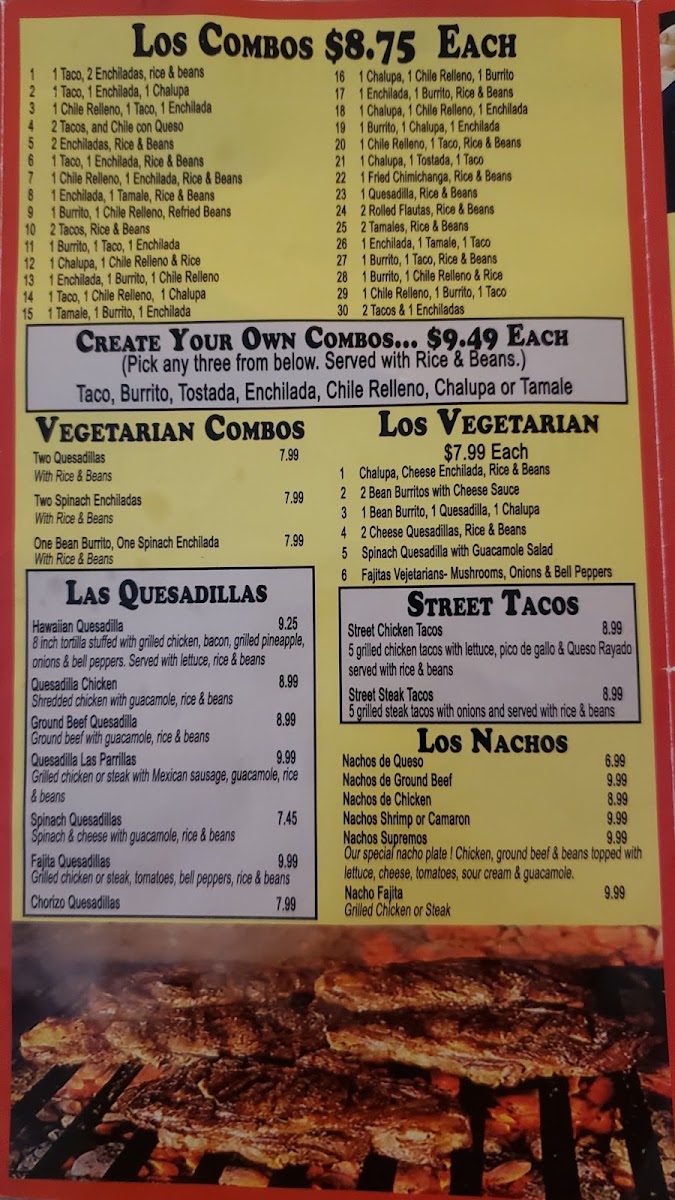 Los Combos $8.75 Each
1 1 Taco, 2 Enchiladas, rice & beans
2 1 Taco, 1 Enchilada, 1 Chalupa
3 1 Chile Relleno, 1 Taco, 1 Enchilada
4 2 Tacos, and Chile con Queso
5 2 Enchiladas, Rice & Beans
6 1 Taco, 1 Enchilada, Rice & Beans
7 1 Chile Relleno, 1 Enchilada, Rice & Beans
8 1 Enchilada, 1 Tamale, Rice & Beans
9 1 Burrito, 1 Chile Relleno, Refried Beans
10 2 Tacos, Rice & Beans
11 1 Burrito, 1 Taco, 1 Enchilada
12 1 Chalupa, 1 Chile Relleno & Rice
13 1 Enchilada, 1 Burrito, 1 Chile Relleno
14 1 Taco, 1 Chile Relleno, 1 Chalupa
15 1 Tamale, 1 Burrito, 1 Enchilada
16 1 Chalupa, 1 Chile Relleno, 1 Burrito
17 1 Enchilada, 1 Burrito, Rice & Beans
18 1 Chalupa, 1 Chile Relleno, 1 Enchilada
19 1 Burrito, 1 Chalupa, 1 Enchilada
20 1 Chile Relleno, 1 Taco, Rice & Beans
21 1 Chalupa, 1 Tostada, 1 Taco
22 1 Fried Chimichanga, Rice & Beans
23 1 Quesadilla, Rice & Beans
24 2 Rolled Flautas, Rice & Beans
25 2 Tamales, Rice & Beans
26 1 Enchilada, 1 Tamale, 1 Taco
27 1 Burrito, 1 Taco, Rice & Beans
28 1 Burrito, 1 Chile Relleno & Rice
29 1 Chile Relleno, 1 Burrito, 1 Taco
30 2 Tacos & 1 Enchiladas
Create Your Own Combos... $9.49 Each
(Pick any three from below. Served with Rice & Beans.)
Taco, Burrito, Tostada, Enchilada, Chile Relleno, Chalupa or Tamale
Vegetarian Combos
Two Quesadillas 7.99
With Rice & Beans
Two Spinach Enchiladas 7.99
With Rice & Beans
One Bean Burrito, One Spinach Enchilada 7.99
With Rice & Beans
Los Vegetarian
$7.99 Each
1 Chalupa, Cheese Enchilada, Rice & Beans
2 2 Bean Burritos with Cheese Sauce
3 1 Bean Burrito, 1 Quesadilla, 1 Chalupa
4 2 Cheese Quesadillas, Rice & Beans
5 Spinach Quesadilla with Guacamole Salad
6 Fajitas Vejetarians- Mushrooms, Onions & Bell Peppers
Las Quesadillas
Hawaiian Quesadilla 9.25
8 inch tortilla stuffed with grilled chicken, bacon, grilled pineapple,
onions & bell peppers. Served with lettuce, rice & beans
Quesadilla Chicken 8.99
Shredded chicken with guacamole, rice & beans
Ground Beef Quesadilla 8.99
Ground beef with guacamole, rice & beans
Quesadilla Las Parrillas 9.99
Grilled chicken or steak with Mexican sausage, guacamole, rice
& beans
Spinach Quesadillas 7.45
Spinach & cheese with guacamole, rice & beans
Fajita Quesadillas 9.99
Grilled chicken or steak, tomatoes, bell peppers, rice & beans
Chorizo Quesadillas 7.99
Street Tacos
Street Chicken Tacos 8.99
5 grilled chicken tacos with lettuce, pico de gallo & Queso Rayado
served with rice & beans
Street Steak Tacos 8.99
5 grilled steak tacos with onions and served with rice & beans
Los Nachos
Nachos de Queso 6.99
Nachos de Ground Beef 9.99
Nachos de Chicken 8.99
Nachos Shrimp or Camaron 9.99
Nachos Supremos 9.99
Our special nacho plate ! Chicken, ground beef & beans topped with
lettuce, cheese, tomatoes, sour cream & guacamole.
Nacho Fajita 9.99
Grilled Chicken or Steak